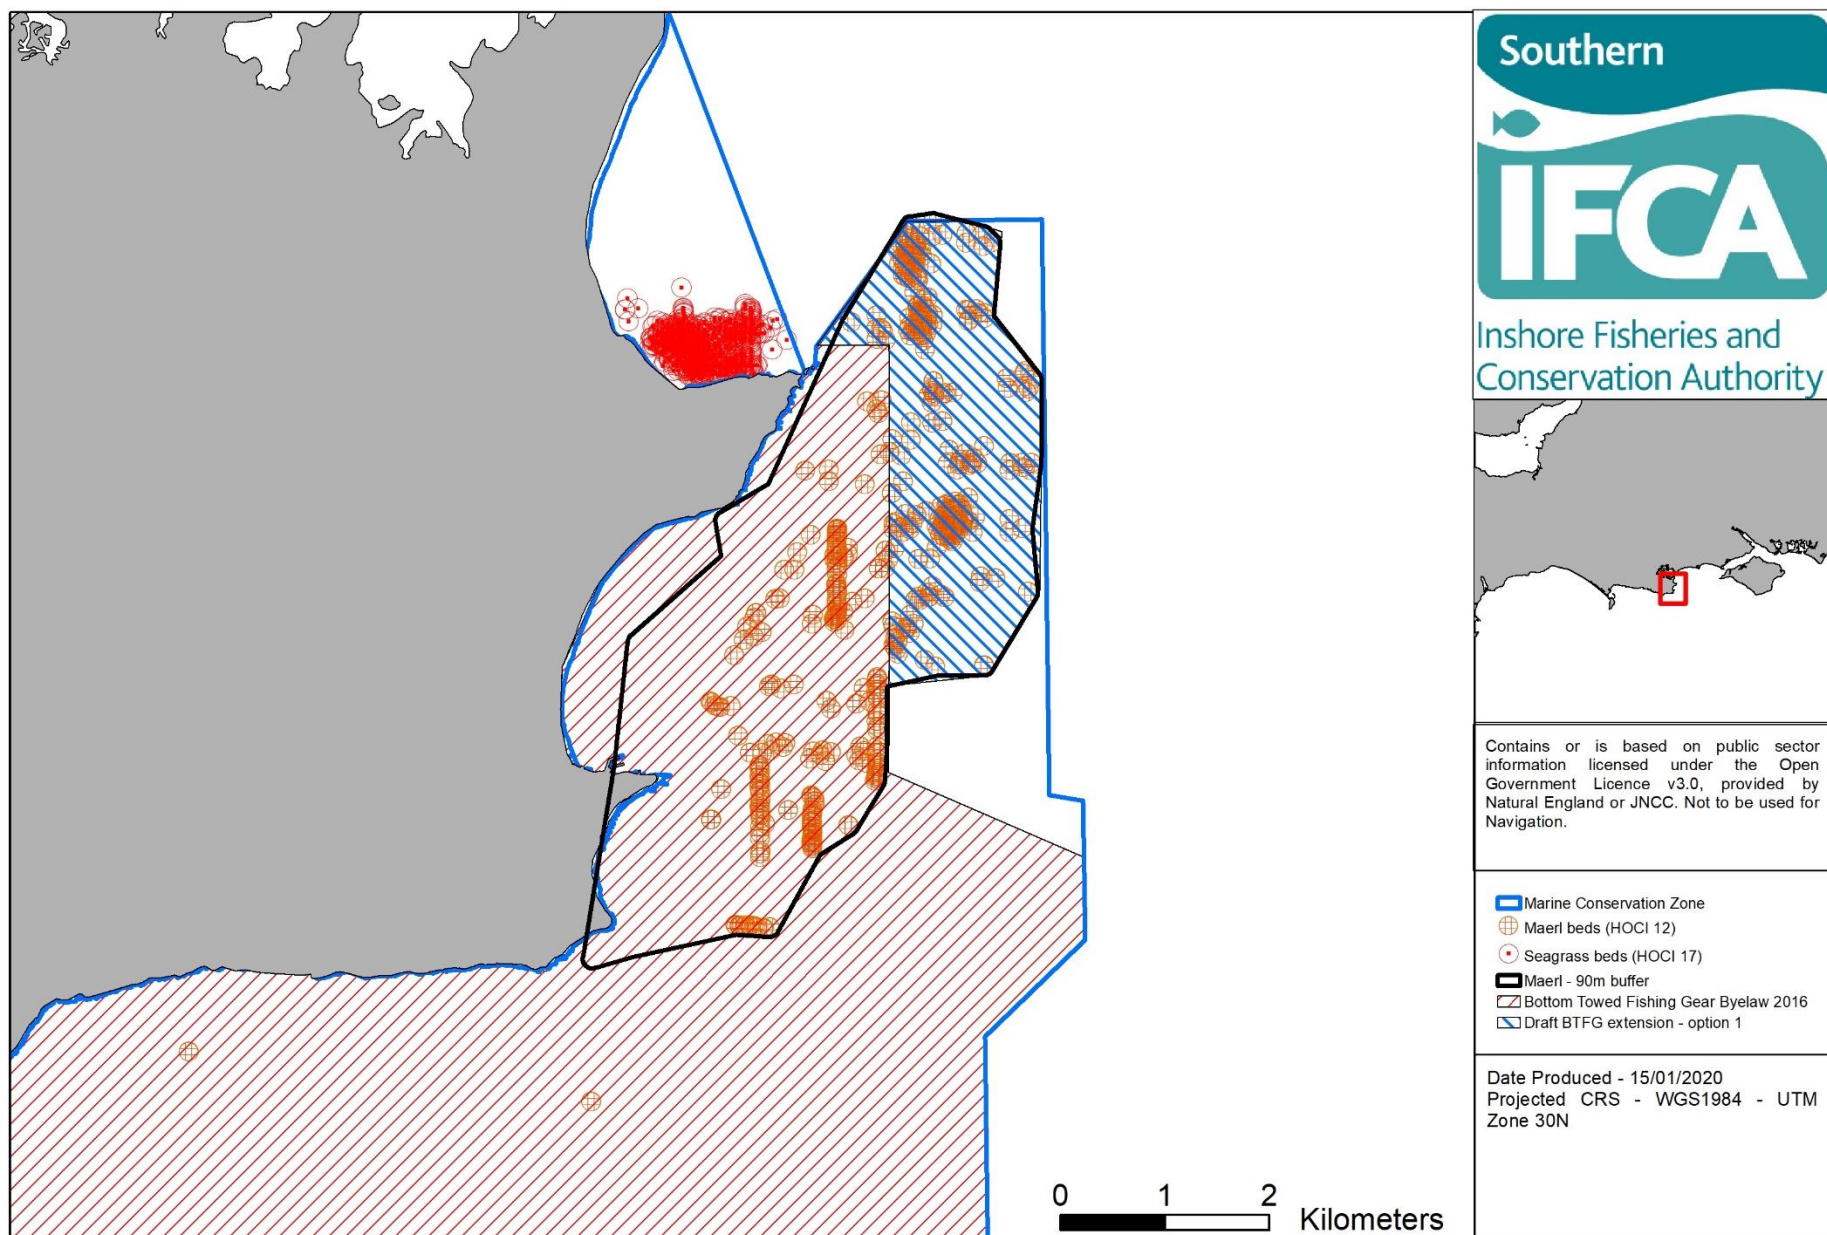 Southern
IFCA
Inshore Fisheries and
Conservation Authority
Contains or is based on public sector
information licensed under the Open
Government Licence v3.0, provided by
Natural England or JNCC. Not to be used for
Navigation.
Marine Conservation Zone
Maerl beds (HOCI 12)
Seagrass beds (HOCI 17)
Maerl - 90m buffer
Bottom Towed Fishing Gear Byelaw 2016
Draft BTFG extension - option 1
Date Produced - 15/01/2020
Projected CRS - WGS1984 - UTM
Zone 30N
0 1 2
Kilometers